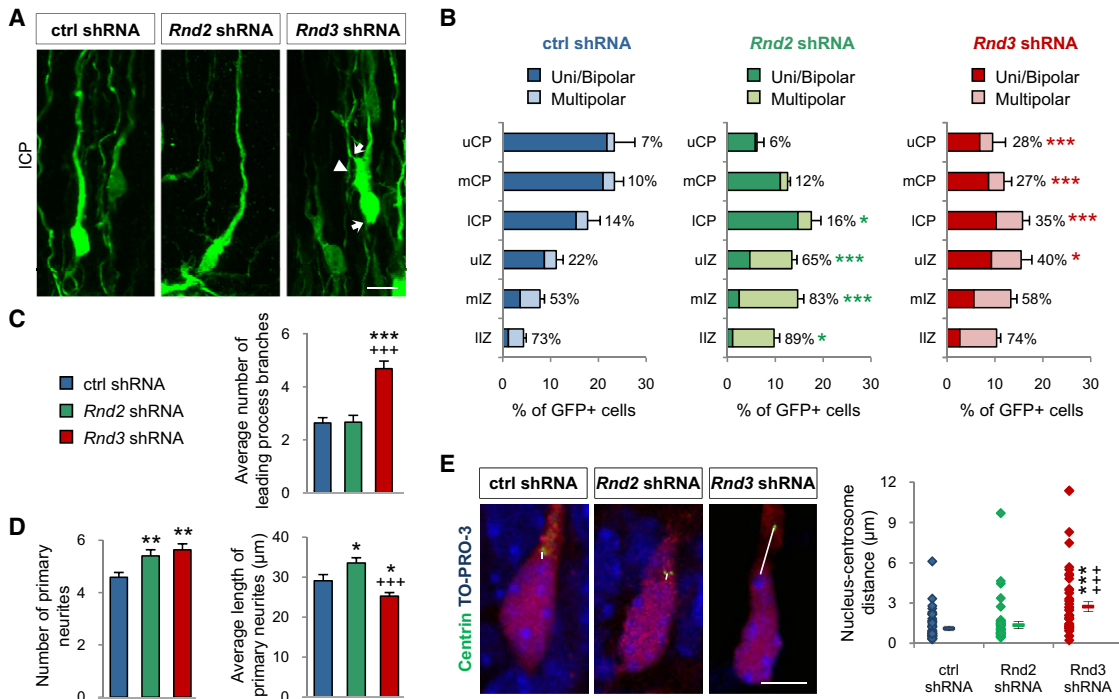 A
ctrl shRNA
Rnd2 shRNA
Rnd3 shRNA
lCP
B
ctrl shRNA
Uni/Bipolar
Multipolar
uCP
7%
mCP
10%
lCP
14%
uIZ
22%
mIZ
53%
lIZ
73%
0 10 20 30
% of GFP+ cells
Rnd2 shRNA
Uni/Bipolar
Multipolar
6%
12%
16% *
65% ***
83% ***
89% *
0 10 20 30
% of GFP+ cells
Rnd3 shRNA
Uni/Bipolar
Multipolar
uCP
28% ***
mCP
27% ***
lCP
35% ***
uIZ
40% *
mIZ
58%
lIZ
74%
0 10 20 30
% of GFP+ cells
C
ctrl shRNA
Rnd2 shRNA
Rnd3 shRNA
Average number of
leading process branches
6
4
2
0
***
+++
D
Number of primary
neurites
6
4
2
0
**
**
Average length of
primary neurites (µm)
40
30
20
10
0
*
*
+++
E
ctrl shRNA
Rnd2 shRNA
Rnd3 shRNA
Centrin TO-PRO-3
Nucleus-centrosome
distance (µm)
12
9
6
3
0
***
+++
ctrl
shRNA
Rnd2
shRNA
Rnd3
shRNA